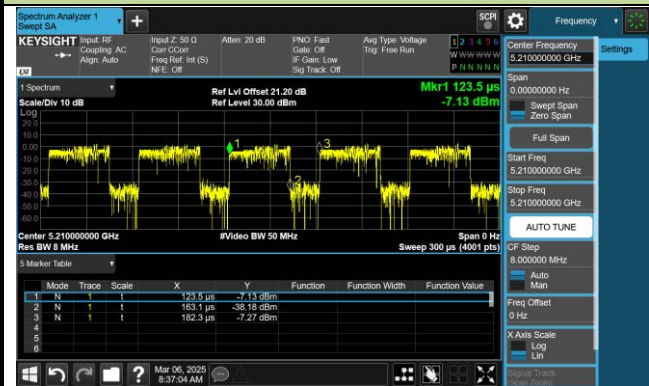 Spectrum Analyzer 1
Swept SA
SCPI
Frequency
KEYSIGHT
Input: RF
Coupling: AC
Align: Auto
Input Z: 50 Ω
Corr CCorr
Freq Ref: Int (S)
NFE: Off
Atten: 20 dB
PNO: Fast
Gate: Off
IF Gain: Low
Sig Track: Off
Avg Type: Voltage
Trig: Free Run
1 2 3 4 5 6
W W W W W W
P N N N N N
LXI
1 Spectrum
Scale/Div 10 dB
Ref Lvl Offset 21.20 dB
Ref Level 30.00 dBm
Mkr1 123.5 µs
-7.13 dBm
Log
20.0
10.0
0.00
-10.0
-20.0
-30.0
-40.0
-50.0
-60.0
1
2
3
Center 5.210000000 GHz
Res BW 8 MHz
#Video BW 50 MHz
Span 0 Hz
Sweep 300 µs (4001 pts)
5 Marker Table
Mode Trace Scale X Y Function Function Width Function Value
1 N 1 t 123.5 µs -7.13 dBm
2 N 1 t 163.1 µs -38.18 dBm
3 N 1 t 182.3 µs -7.27 dBm
4
5
6
Mar 06, 2025
8:37:04 AM
Settings
Center Frequency
5.210000000 GHz
Span
0.00000000 Hz
Swept Span
Zero Span
Full Span
Start Freq
5.210000000 GHz
Stop Freq
5.210000000 GHz
AUTO TUNE
CF Step
8.000000 MHz
Auto
Man
Freq Offset
0 Hz
X Axis Scale
Log
Lin
Signal Track
(Span Zoom)